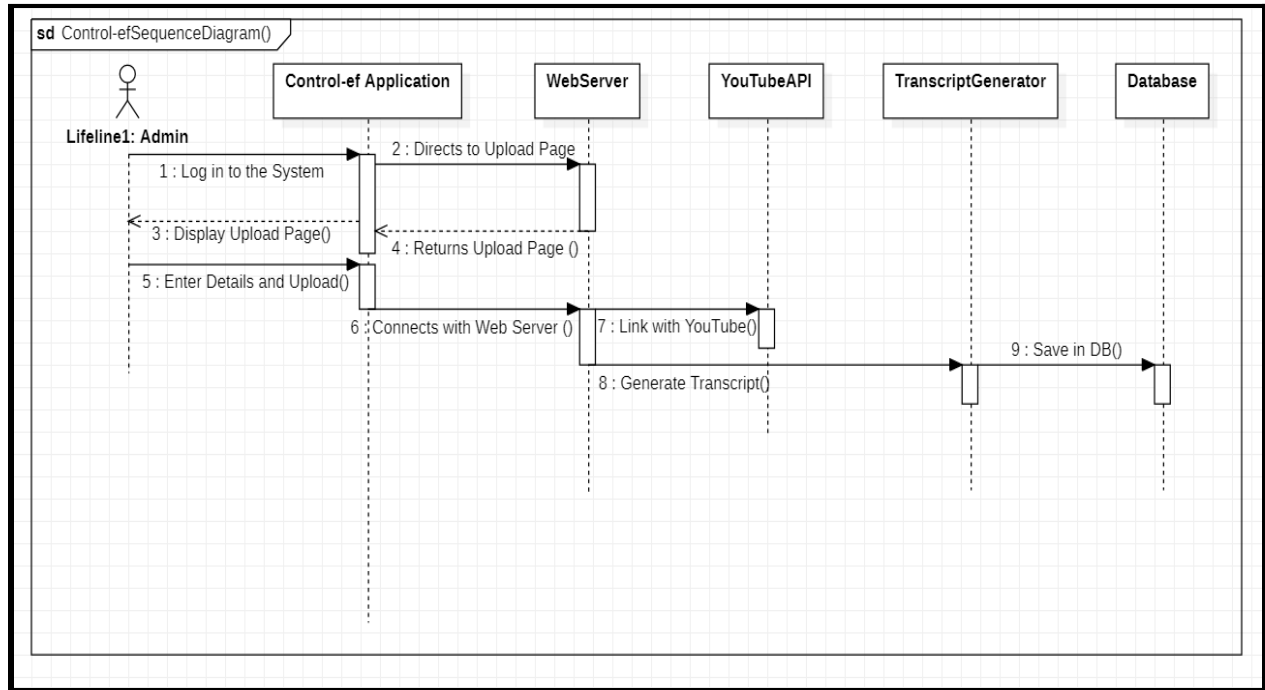 sd Control-efSequenceDiagram()
Control-ef Application
WebServer
YouTubeAPI
TranscriptGenerator
Database
Lifeline1: Admin
2 : Directs to Upload Page
1 : Log in to the System
3 : Display Upload Page()
4 : Returns Upload Page ()
5 : Enter Details and Upload()
6 : Connects with Web Server ()
7 : Link with YouTube()
9 : Save in DB()
8 : Generate Transcript()